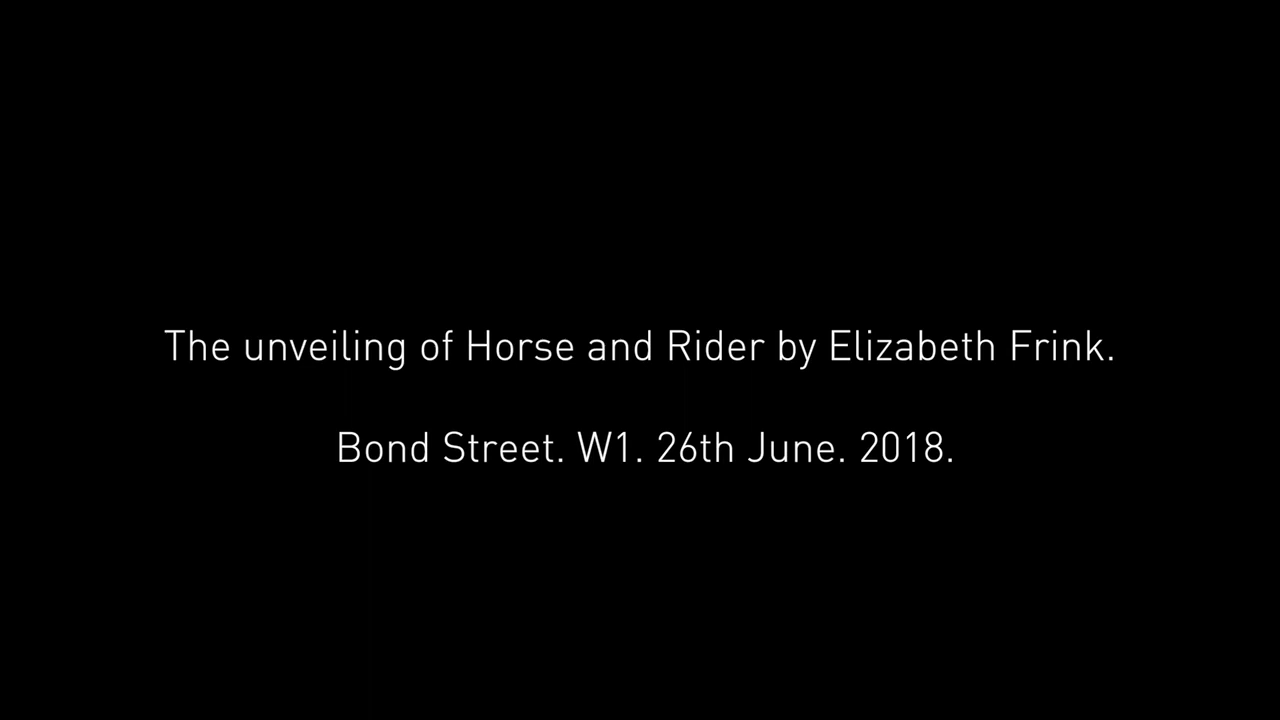 The unveiling of Horse and Rider by Elizabeth Frink.
Bond Street. W1. 26th June. 2018.